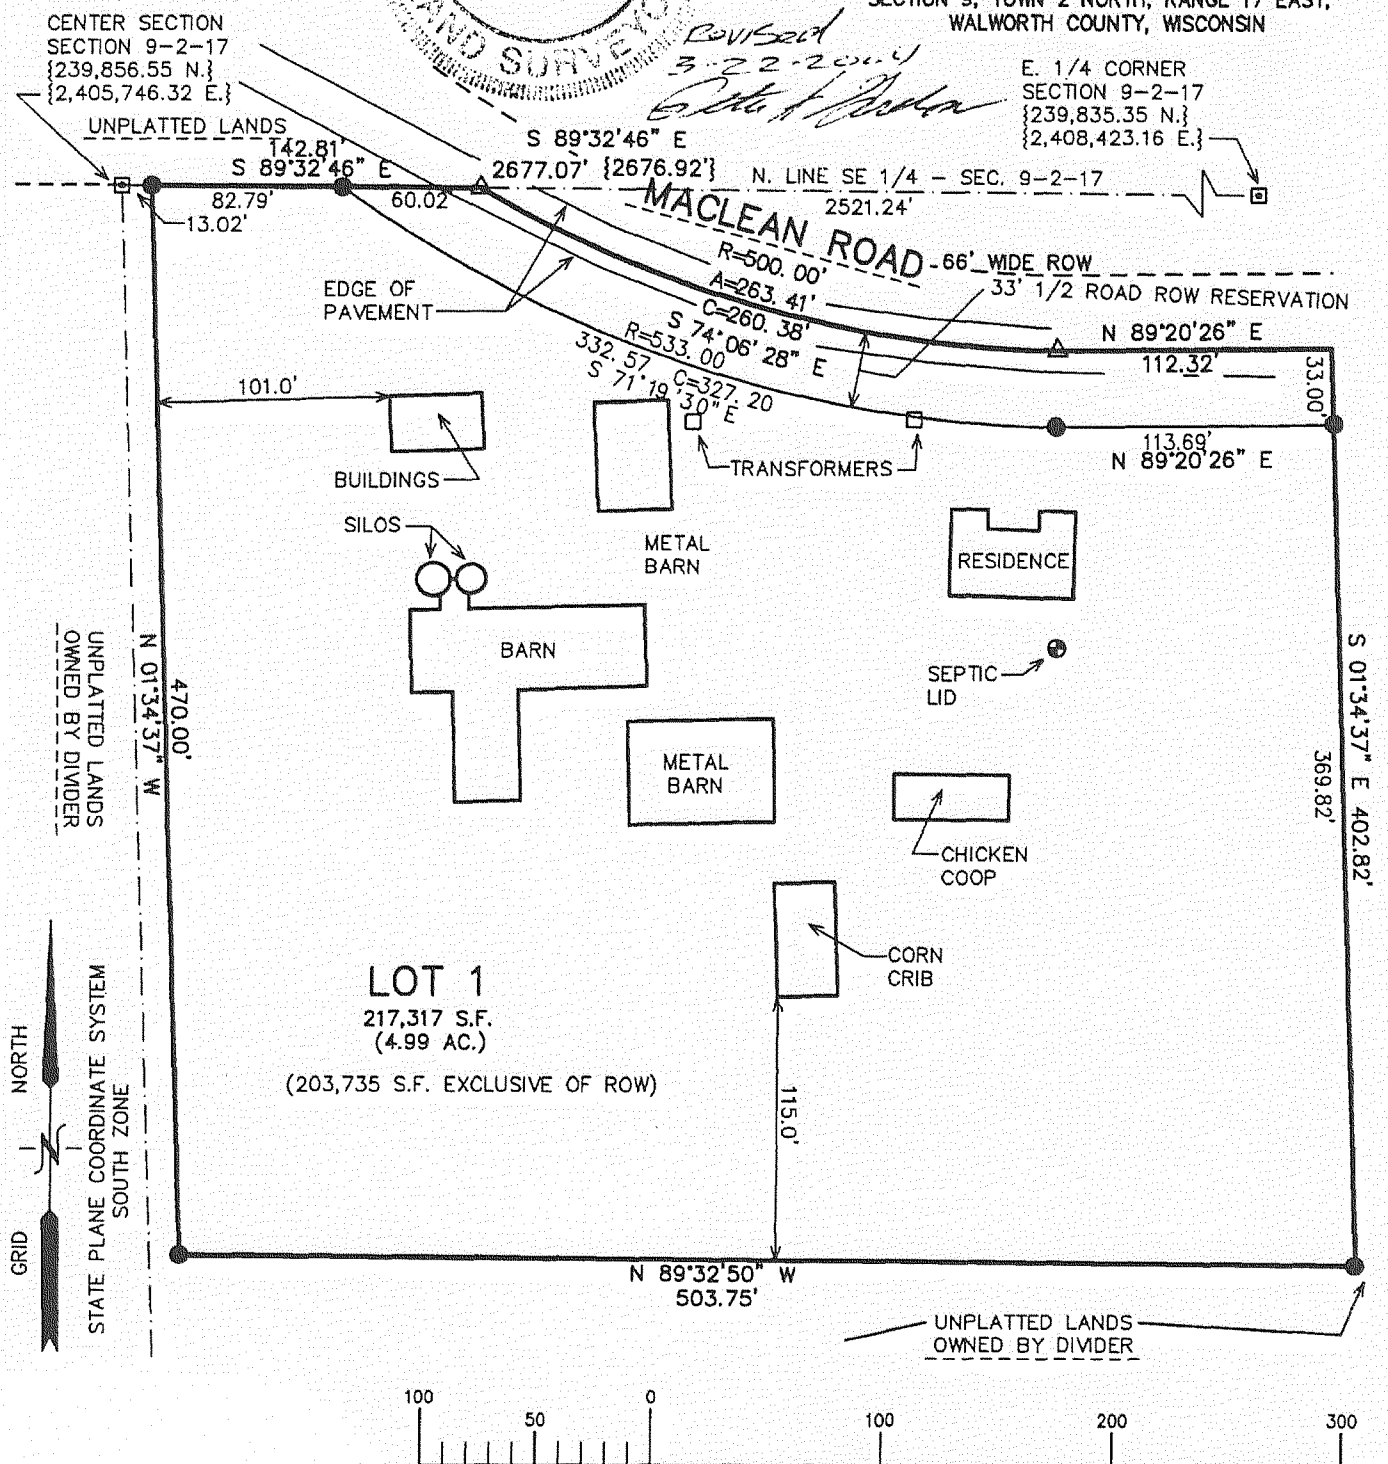 SECTION 9, TOWN 2 NORTH, RANGE 17 EAST,
WALWORTH COUNTY, WISCONSIN
LAND SURVEYO
Revised
3-22-2004
CENTER SECTION
SECTION 9-2-17
{239,856.55 N.}
{2,405,746.32 E.}
E. 1/4 CORNER
SECTION 9-2-17
{239,835.35 N.}
{2,408,423.16 E.}
UNPLATTED LANDS
142.81'
S 89°32'46" E
82.79'
60.02
13.02'
S 89°32'46" E
2677.07' {2676.92'}
N. LINE SE 1/4 - SEC. 9-2-17
2521.24'
MACLEAN ROAD
66' WIDE ROW
33' 1/2 ROAD ROW RESERVATION
R=500.00'
A=263.41'
C=260.38'
S 74°06'28" E
R=533.00
332.57 C=327.20
S 71°19'30" E
EDGE OF
PAVEMENT
N 89°20'26" E
112.32'
33.00'
113.69'
N 89°20'26" E
101.0'
BUILDINGS
TRANSFORMERS
SILOS
METAL
BARN
RESIDENCE
BARN
SEPTIC
LID
METAL
BARN
CHICKEN
COOP
CORN
CRIB
UNPLATTED LANDS
OWNED BY DIVIDER
N 01°34'37" W
470.00'
S 01°34'37" E 402.82'
369.82'
LOT 1
217,317 S.F.
(4.99 AC.)
(203,735 S.F. EXCLUSIVE OF ROW)
115.0'
GRID NORTH
STATE PLANE COORDINATE SYSTEM
SOUTH ZONE
N 89°32'50" W
503.75'
UNPLATTED LANDS
OWNED BY DIVIDER
100 50 0 100 200 300